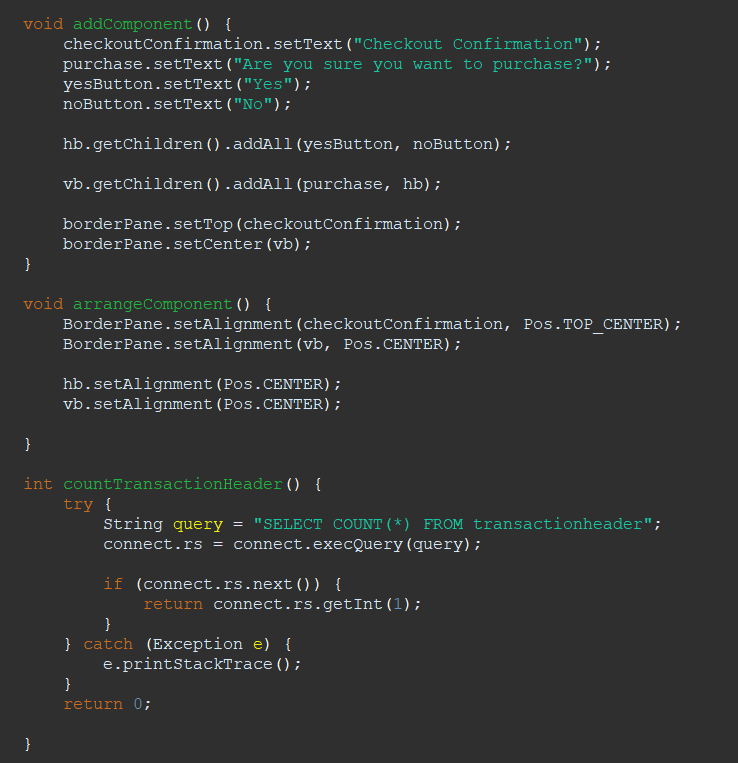 void addComponent() {
    checkoutConfirmation.setText("Checkout Confirmation");
    purchase.setText("Are you sure you want to purchase?");
    yesButton.setText("Yes");
    noButton.setText("No");

    hb.getChildren().addAll(yesButton, noButton);

    vb.getChildren().addAll(purchase, hb);

    borderPane.setTop(checkoutConfirmation);
    borderPane.setCenter(vb);
}

void arrangeComponent() {
    BorderPane.setAlignment(checkoutConfirmation, Pos.TOP_CENTER);
    BorderPane.setAlignment(vb, Pos.CENTER);

    hb.setAlignment(Pos.CENTER);
    vb.setAlignment(Pos.CENTER);

}

int countTransactionHeader() {
    try {
        String query = "SELECT COUNT(*) FROM transactionheader";
        connect.rs = connect.execQuery(query);

        if (connect.rs.next()) {
            return connect.rs.getInt(1);
        }
    } catch (Exception e) {
        e.printStackTrace();
    }
    return 0;

}